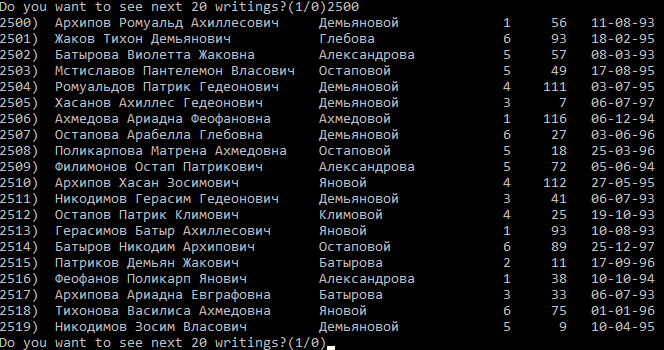 Do you want to see next 20 writings?(1/0)2500
2500) Архипов Ромуальд Ахиллесович Демьяновой 1 56 11-08-93
2501) Жаков Тихон Демьянович Глебова 6 93 18-02-95
2502) Батырова Виолетта Жаковна Александрова 5 57 08-03-93
2503) Мстиславов Пантелемон Власович Остаповой 5 49 17-08-95
2504) Ромуальдов Патрик Гедеонович Демьяновой 4 111 03-07-95
2505) Хасанов Ахиллес Гедеонович Демьяновой 3 7 06-07-97
2506) Ахмедова Ариадна Феофановна Ахмедовой 1 116 06-12-94
2507) Остапова Арабелла Глебовна Демьяновой 6 27 03-06-96
2508) Поликарпова Матрена Ахмедовна Остаповой 5 18 25-03-96
2509) Филимонов Остап Патрикович Александрова 5 72 05-06-94
2510) Архипов Хасан Зосимович Яновой 4 112 27-05-95
2511) Никодимов Герасим Гедеонович Демьяновой 3 41 06-07-93
2512) Остапов Патрик Климович Климовой 4 25 19-10-93
2513) Герасимов Батыр Ахиллесович Яновой 1 93 10-08-93
2514) Батыров Никодим Архипович Остаповой 6 89 25-12-97
2515) Патриков Демьян Жакович Батырова 2 11 17-09-96
2516) Феофанов Поликарп Янович Александрова 1 38 10-10-94
2517) Архипова Ариадна Евграфовна Батырова 3 33 06-07-93
2518) Тихонова Василиса Ахмедовна Яновой 6 75 01-01-96
2519) Никодимов Зосим Власович Демьяновой 5 9 10-04-95
Do you want to see next 20 writings?(1/0)